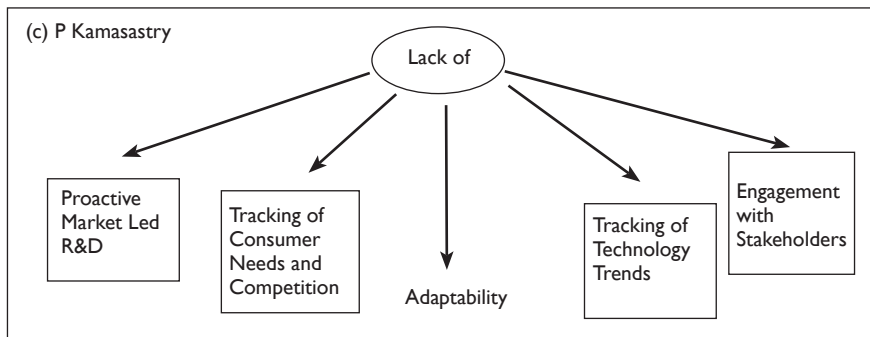 (c) P Kamasastry
Lack of
Proactive
Market Led
R&D
Tracking of
Consumer
Needs and
Competition
Adaptability
Tracking of
Technology
Trends
Engagement
with
Stakeholders